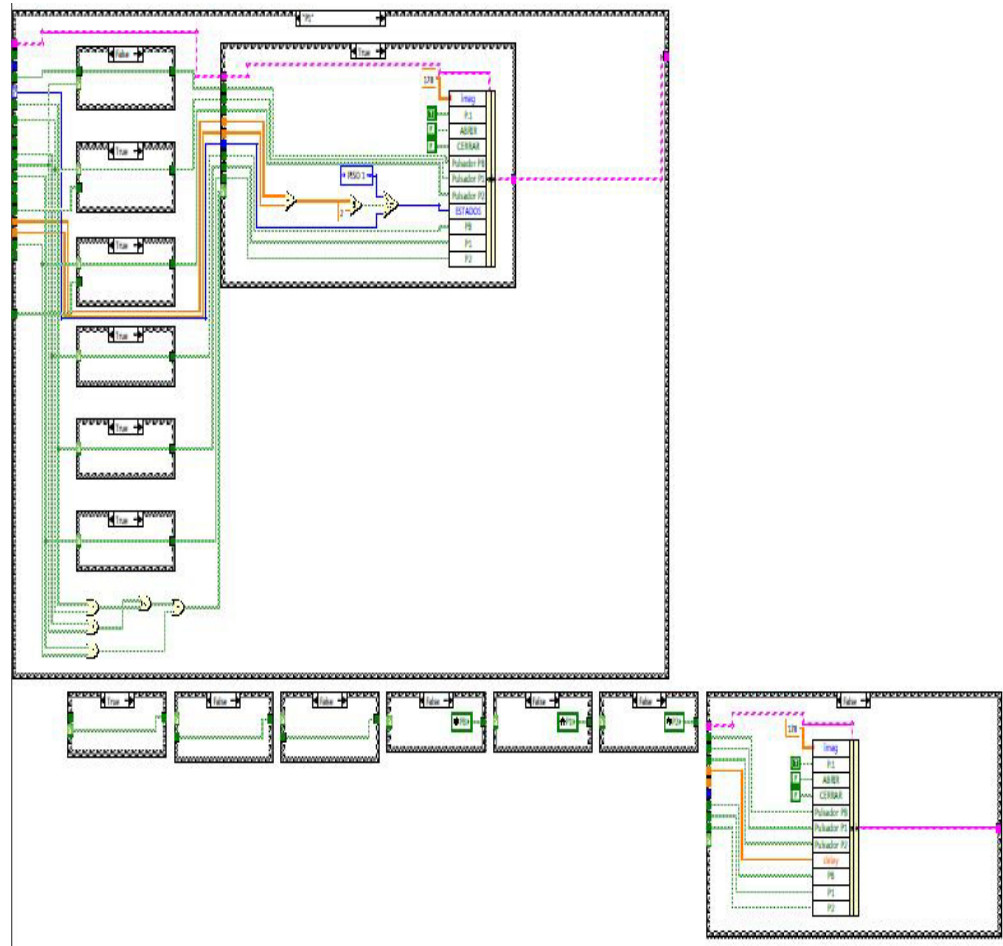 "P1"
False
True
True
True
True
True
True
178
Imag
P.1
ABRIR
CERRAR
Pulsador PB
Pulsador P1
Pulsador P2
ESTADOS
PB
P1
P2
T
F
F
PISO 1
2
True
False
False
False
False
False
False
178
Imag
P.1
ABRIR
CERRAR
Pulsador PB
Pulsador P1
Pulsador P2
Delay
PB
P1
P2
T
F
F